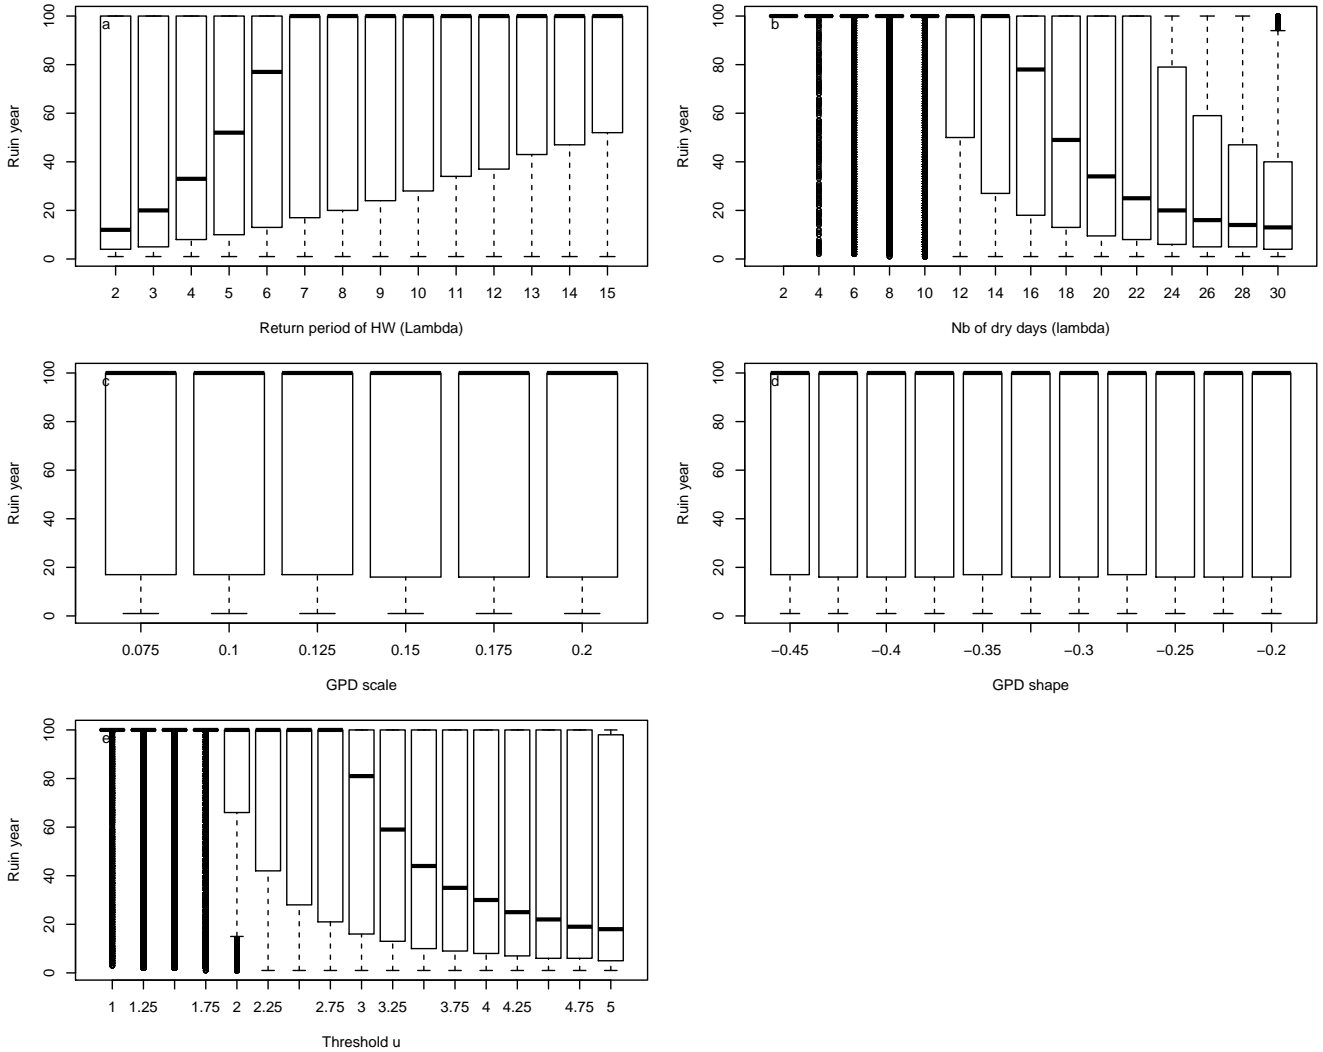 a
Ruin year
0 20 40 60 80 100
2 3 4 5 6 7 8 9 10 11 12 13 14 15
Return period of HW (Lambda)
b
Ruin year
0 20 40 60 80 100
2 4 6 8 10 12 14 16 18 20 22 24 26 28 30
Nb of dry days (lambda)
c
Ruin year
0 20 40 60 80 100
0.075 0.1 0.125 0.15 0.175 0.2
GPD scale
d
Ruin year
0 20 40 60 80 100
−0.45 −0.4 −0.35 −0.3 −0.25 −0.2
GPD shape
e
Ruin year
0 20 40 60 80 100
1 1.25 1.75 2 2.25 2.75 3 3.25 3.75 4 4.25 4.75 5
Threshold u